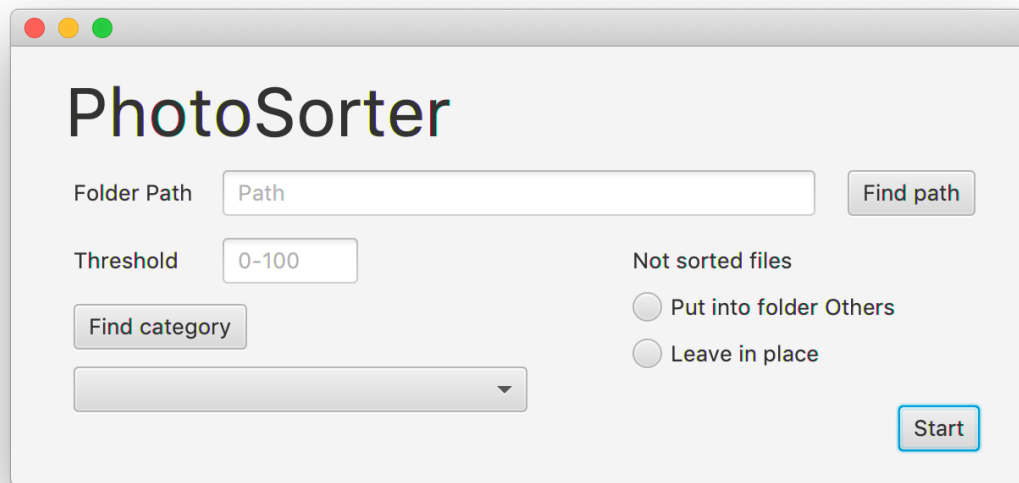 PhotoSorter
Folder Path Path Find path
Threshold 0-100 Not sorted files
Put into folder Others
Find category
Leave in place
Start